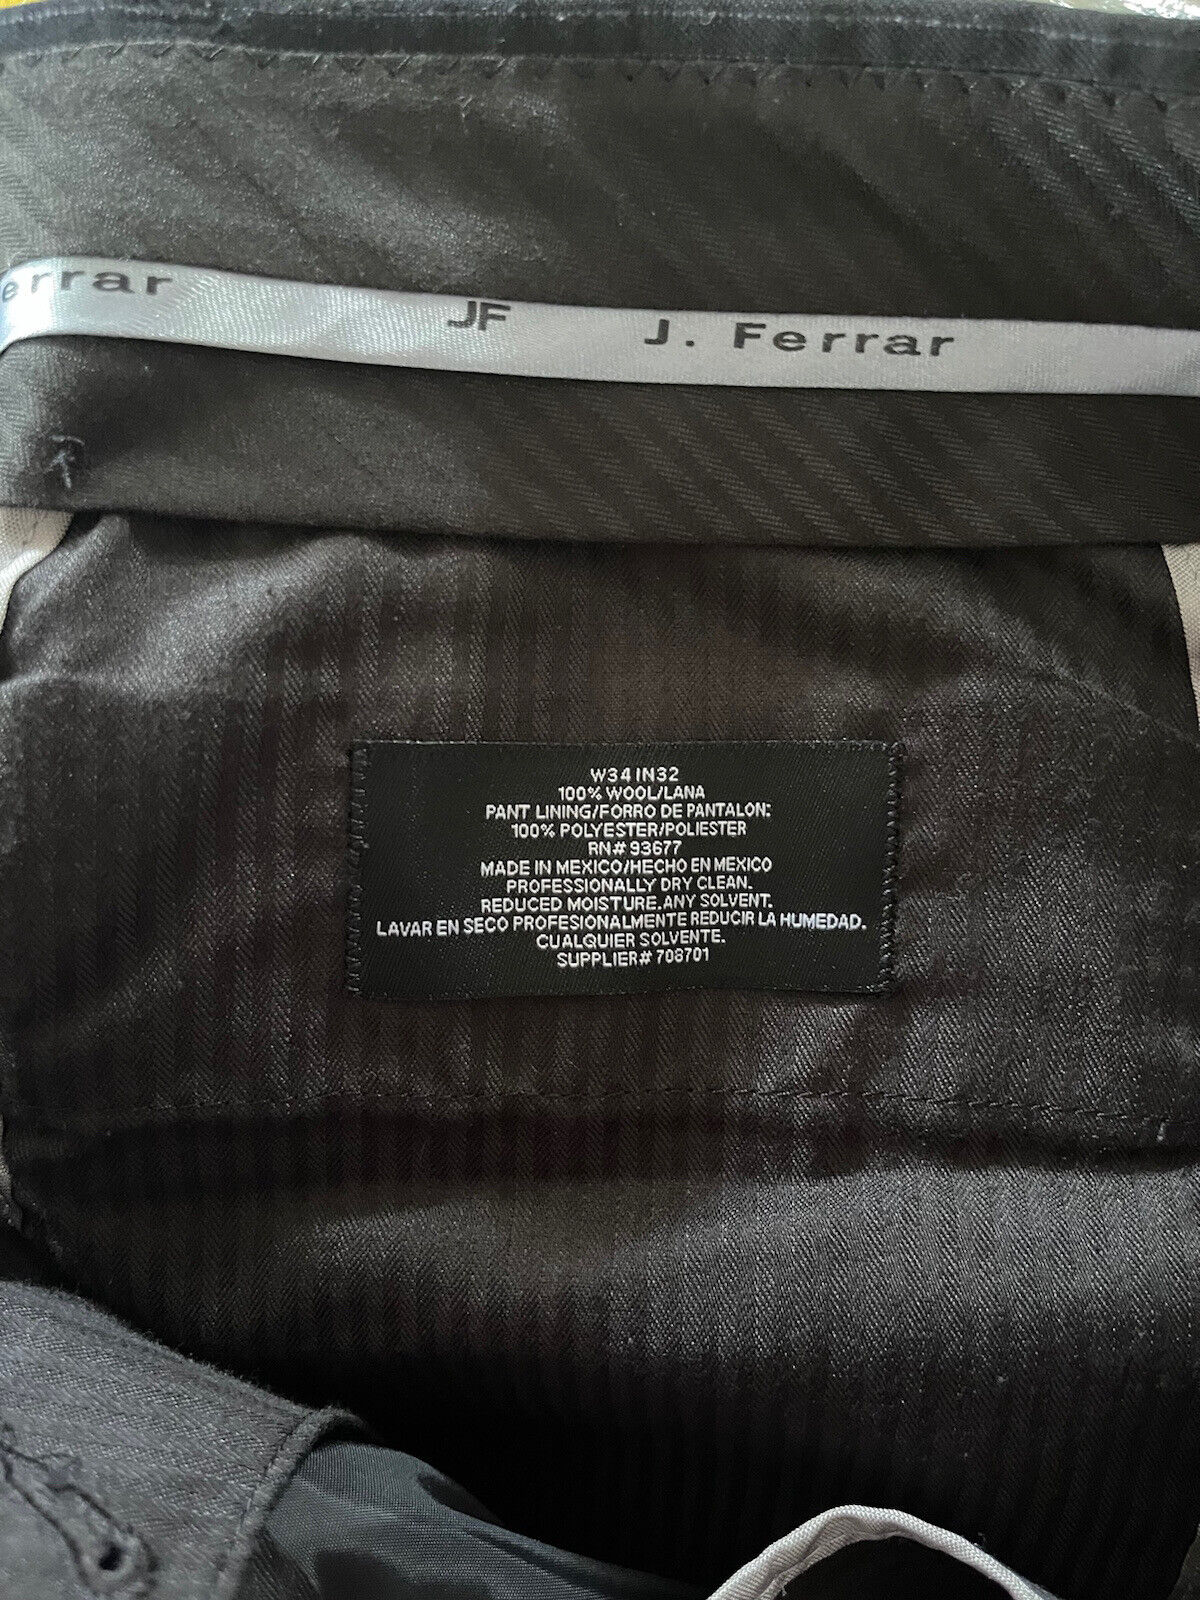 errar JF J. Ferrar
W34 IN32
100% WOOL/LANA
PANT LINING/FORRO DE PANTALON:
100% POLYESTER/POLIESTER
RN# 93677
MADE IN MEXICO/HECHO EN MEXICO
PROFESSIONALLY DRY CLEAN.
REDUCED MOISTURE. ANY SOLVENT.
LAVAR EN SECO PROFESIONALMENTE REDUCIR LA HUMEDAD.
CUALQUIER SOLVENTE.
SUPPLIER# 708701